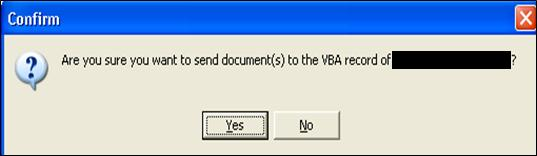 Confirm
Are you sure you want to send document(s) to the VBA record of ?
Yes No